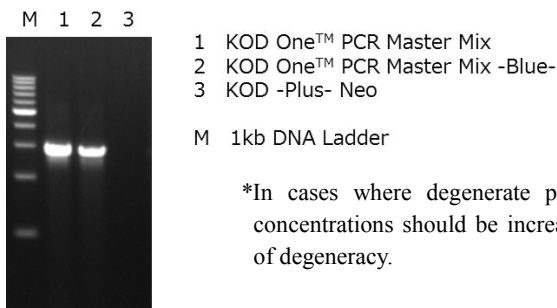 M 1 2 3
1 KOD One™ PCR Master Mix
2 KOD One™ PCR Master Mix -Blue-
3 KOD -Plus- Neo
M 1kb DNA Ladder
*In cases where degenerate
concentrations should be
of degeneracy.